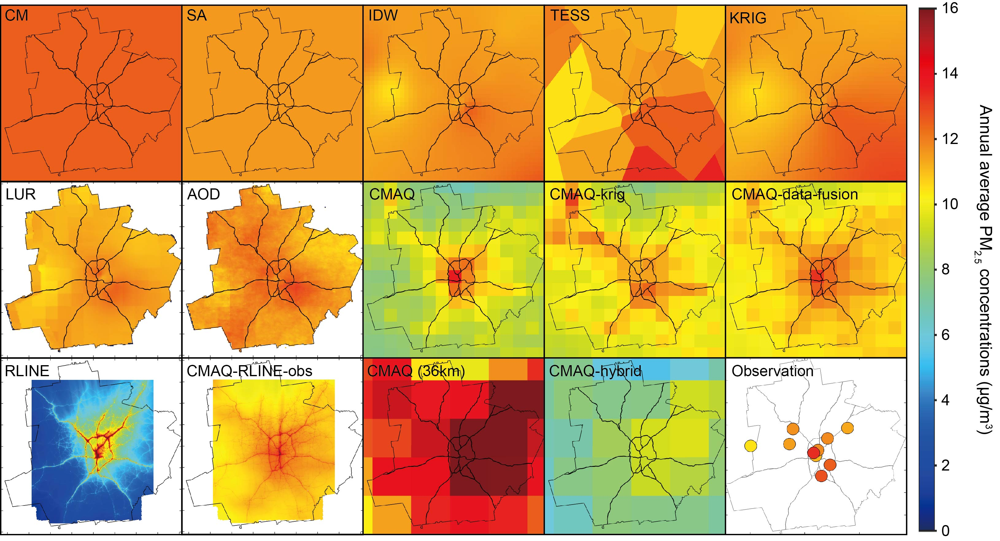 CM
SA
IDW
TESS
KRIG
LUR
AOD
CMAQ
CMAQ-krig
CMAQ-data-fusion
RLINE
CMAQ-RLINE-obs
CMAQ (36km)
CMAQ-hybrid
Observation
16
14
12
10
8
6
4
2
0
Annual average PM2.5 concentrations (µg/m³)